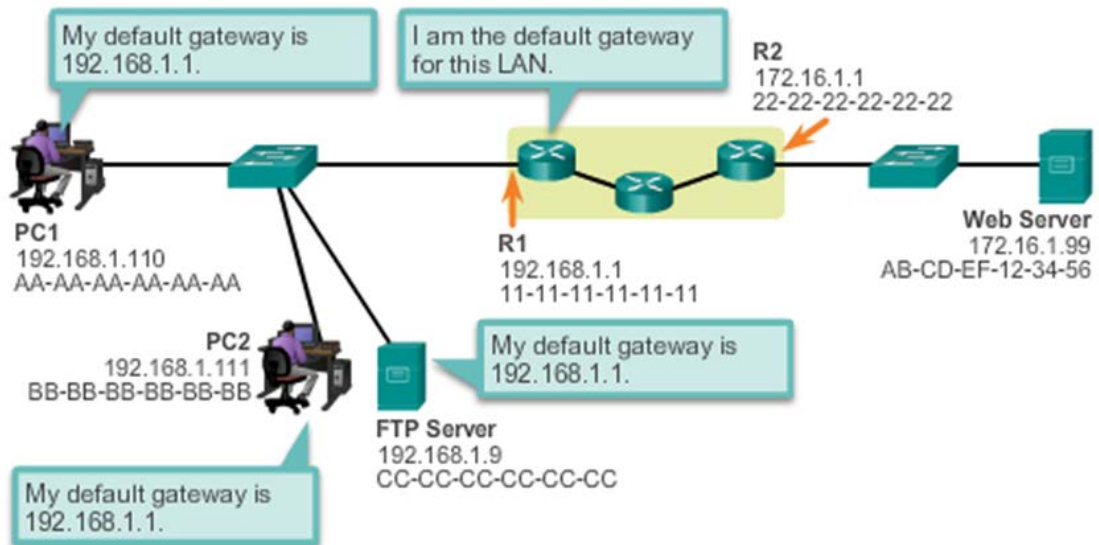 My default gateway is
192.168.1.1.
I am the default gateway
for this LAN.
R2
172.16.1.1
22-22-22-22-22-22
PC1
192.168.1.110
AA-AA-AA-AA-AA-AA
R1
192.168.1.1
11-11-11-11-11-11
Web Server
172.16.1.99
AB-CD-EF-12-34-56
PC2
192.168.1.111
BB-BB-BB-BB-BB-BB
My default gateway is
192.168.1.1.
FTP Server
192.168.1.9
CC-CC-CC-CC-CC-CC
My default gateway is
192.168.1.1.